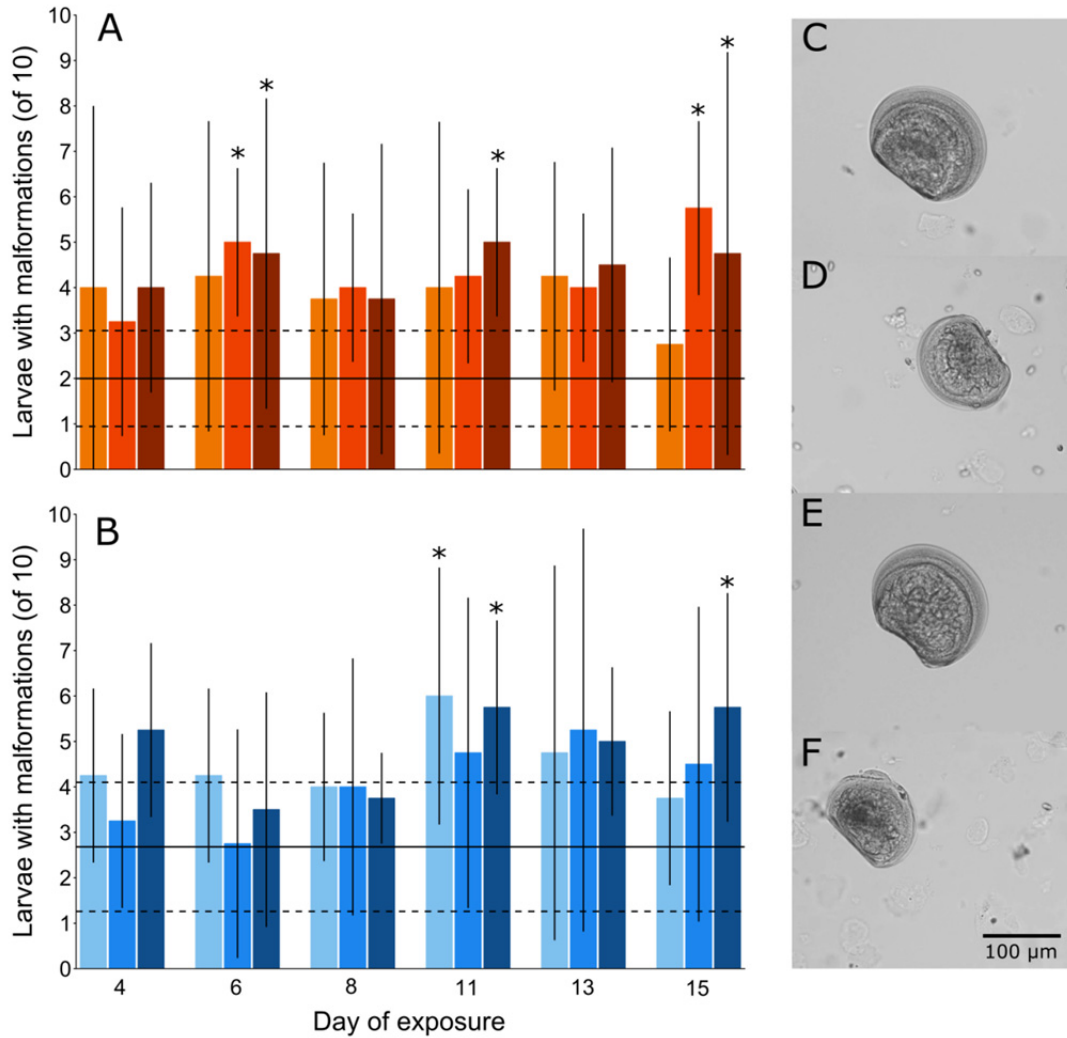 A
Larvae with malformations (of 10)
10
9
8
7
6
5
4
3
2
1
0
* * * * *
B
Larvae with malformations (of 10)
10
9
8
7
6
5
4
3
2
1
0
* * *
4 6 8 11 13 15
Day of exposure
C
D
E
F
100 µm